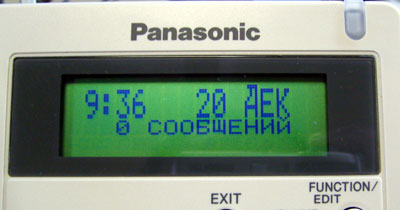 Panasonic
9:36 20 ДЕК
0 СООБЩЕНИЙ
EXIT
FUNCTION/
EDIT